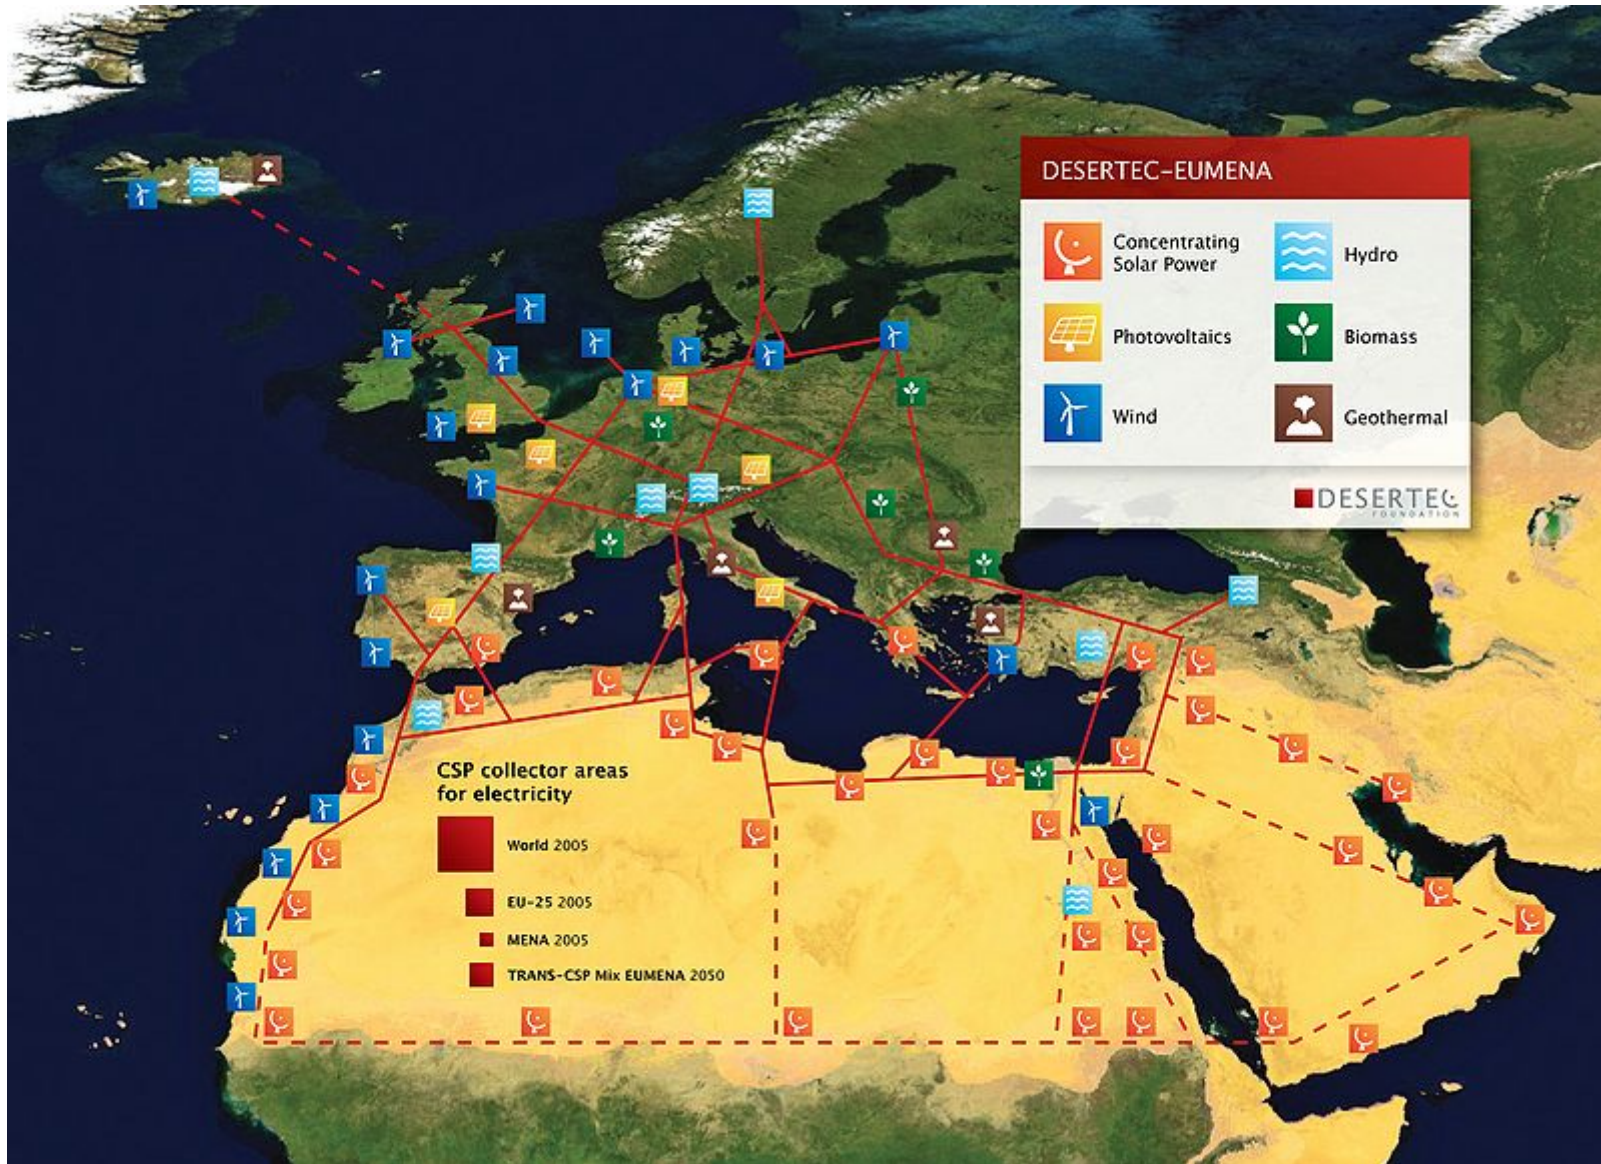 DESERTEC-EUMENA
Concentrating
Solar Power
Hydro
Photovoltaics
Biomass
Wind
Geothermal
DESERTEC
FOUNDATION
CSP collector areas
for electricity
World 2005
EU-25 2005
MENA 2005
TRANS-CSP Mix EUMENA 2050